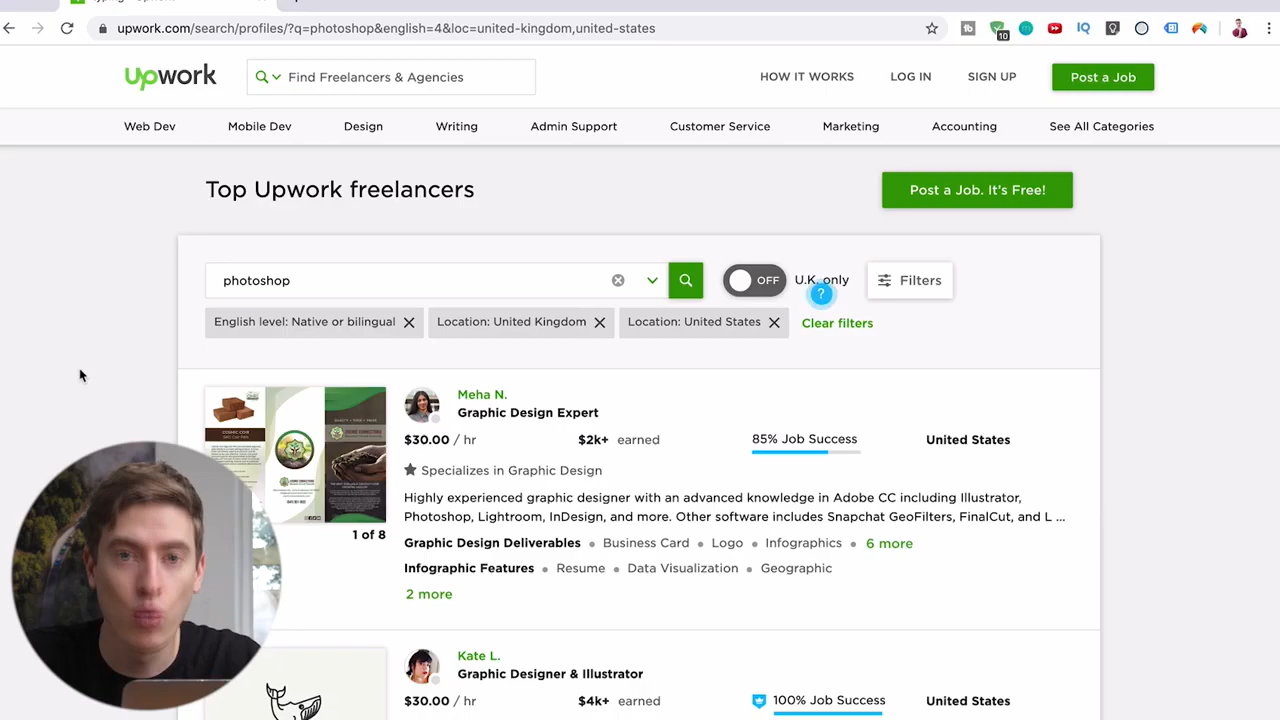 upwork.com/search/profiles/?q=photoshop&english=4&loc=united-kingdom,united-states
10
upwork
Find Freelancers & Agencies
HOW IT WORKS
LOG IN
SIGN UP
Post a Job
Web Dev
Mobile Dev
Design
Writing
Admin Support
Customer Service
Marketing
Accounting
See All Categories
Top Upwork freelancers
Post a Job. It's Free!
photoshop
OFF
U.K. only
?
Filters
English level: Native or bilingual
Location: United Kingdom
Location: United States
Clear filters
Meha N.
Graphic Design Expert
$30.00 / hr
$2k+ earned
85% Job Success
United States
Specializes in Graphic Design
Highly experienced graphic designer with an advanced knowledge in Adobe CC including Illustrator,
Photoshop, Lightroom, InDesign, and more. Other software includes Snapchat GeoFilters, FinalCut, and L ...
1 of 8
Graphic Design Deliverables • Business Card • Logo • Infographics • 6 more
Infographic Features • Resume • Data Visualization • Geographic
2 more
Kate L.
Graphic Designer & Illustrator
$30.00 / hr
$4k+ earned
100% Job Success
United States